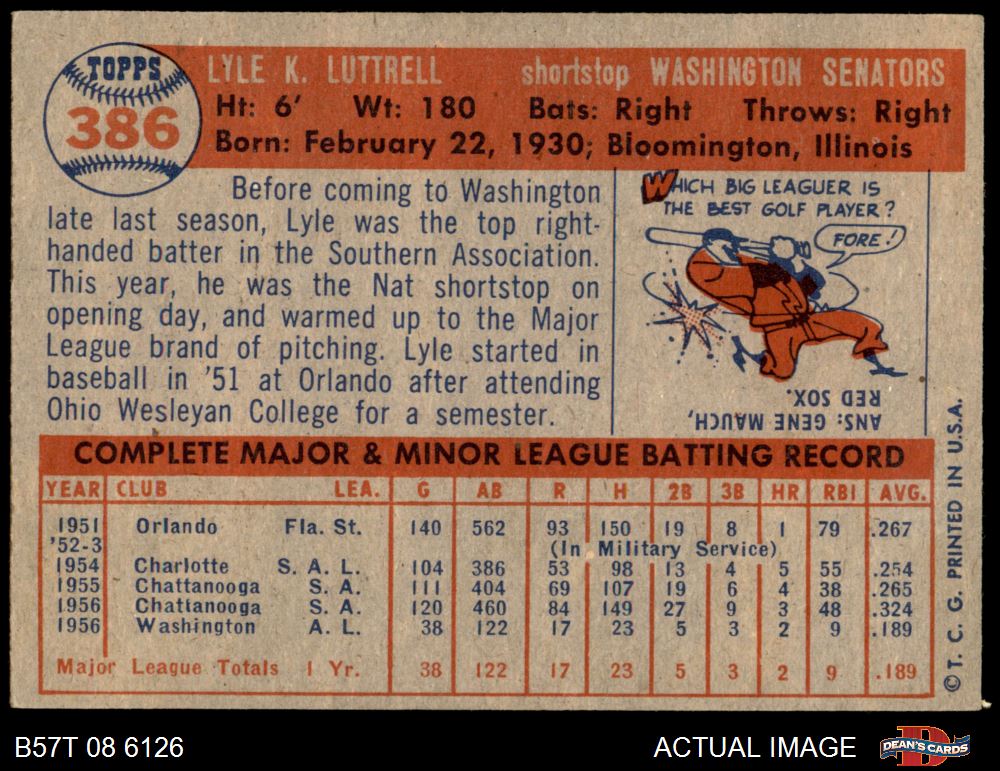 TOPPS
386
LYLE K. LUTTRELL shortstop WASHINGTON SENATORS
Ht: 6' Wt: 180 Bats: Right Throws: Right
Born: February 22, 1930; Bloomington, Illinois
Before coming to Washington
late last season, Lyle was the top right-
handed batter in the Southern Association.
This year, he was the Nat shortstop on
opening day, and warmed up to the Major
League brand of pitching. Lyle started in
baseball in '51 at Orlando after attending
Ohio Wesleyan College for a semester.
WHICH BIG LEAGUER IS
THE BEST GOLF PLAYER?
FORE!
ANS: GENE MAUCH,
RED SOX.
COMPLETE MAJOR & MINOR LEAGUE BATTING RECORD
YEAR CLUB LEA. G AB R H 2B 3B HR RBI AVG.
1951 Orlando Fla. St. 140 562 93 150 19 8 1 79 .267
'52-3 (In Military Service)
1954 Charlotte S. A. L. 104 386 53 98 13 4 5 55 .254
1955 Chattanooga S. A. 111 404 69 107 19 6 4 38 .265
1956 Chattanooga S. A. 120 460 84 149 27 9 3 48 .324
1956 Washington A. L. 38 122 17 23 5 3 2 9 .189
Major League Totals 1 Yr. 38 122 17 23 5 3 2 9 .189
© T. C. G. PRINTED IN U.S.A.
B57T 08 6126 ACTUAL IMAGE DEAN'S CARDS